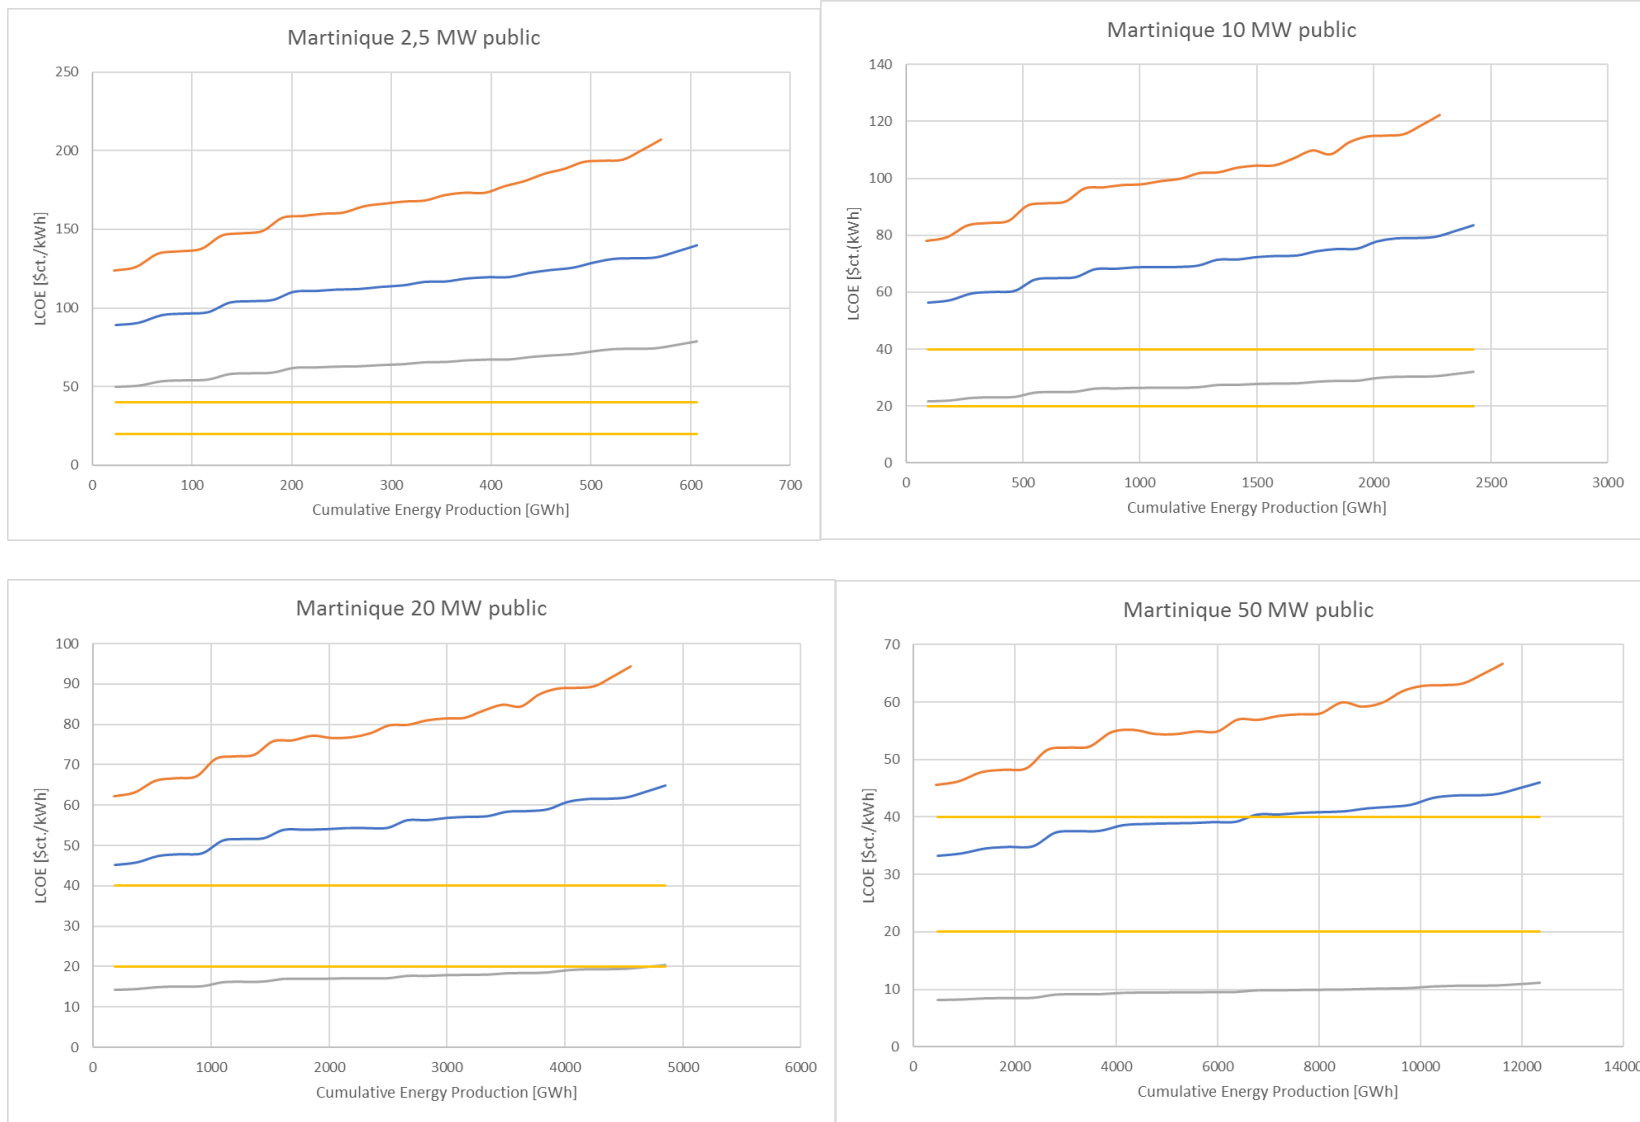 Martinique 2,5 MW public
250
200
150
100
50
0
LCOE [$ct./kWh]
0 100 200 300 400 500 600 700
Cumulative Energy Production [GWh]
Martinique 10 MW public
140
120
100
80
60
40
20
0
LCOE [$ct.(kWh]
0 500 1000 1500 2000 2500 3000
Cumulative Energy Production [GWh]
Martinique 20 MW public
100
90
80
70
60
50
40
30
20
10
0
LCOE [$ct./kWh]
0 1000 2000 3000 4000 5000 6000
Cumulative Energy Production [GWh]
Martinique 50 MW public
70
60
50
40
30
20
10
0
LCOE [$ct./kWh]
0 2000 4000 6000 8000 10000 12000 14000
Cumulative Energy Production [GWh]